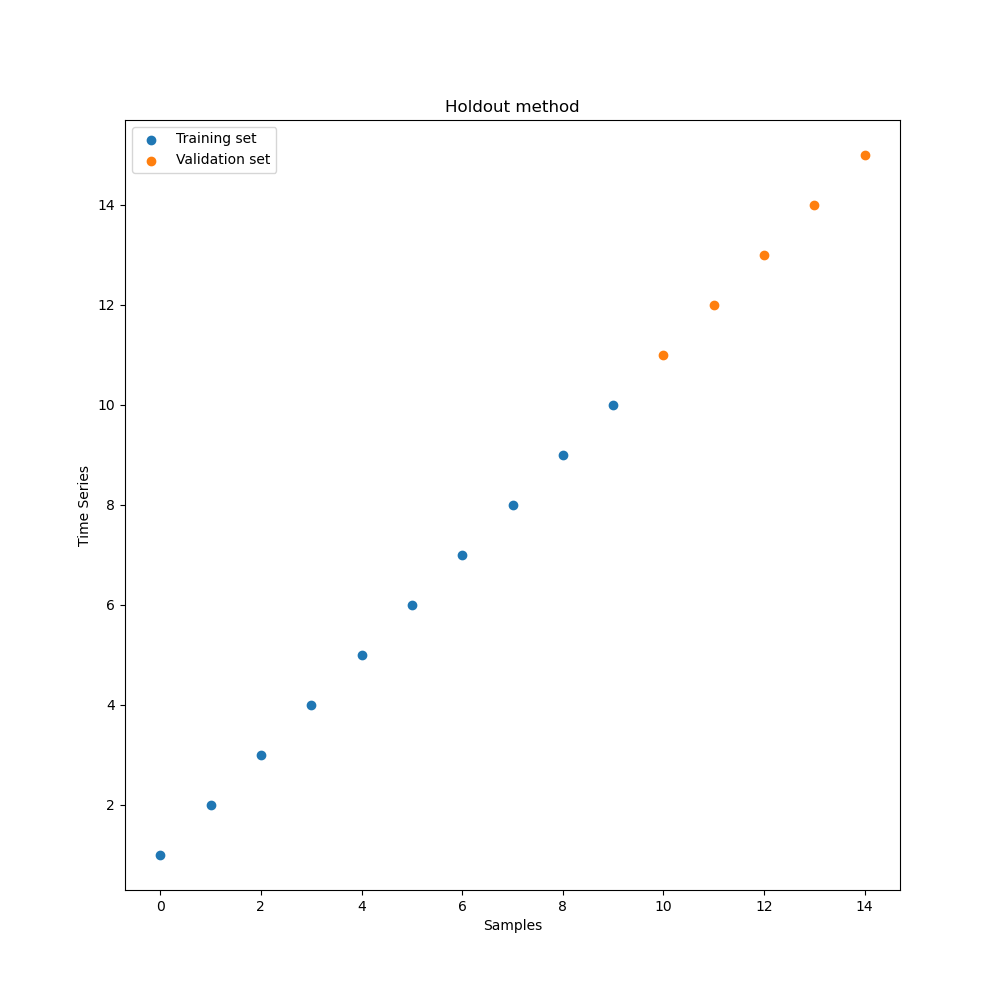 Holdout method
Training set
Validation set
14
12
10
8
6
4
2
Time Series
0 2 4 6 8 10 12 14
Samples